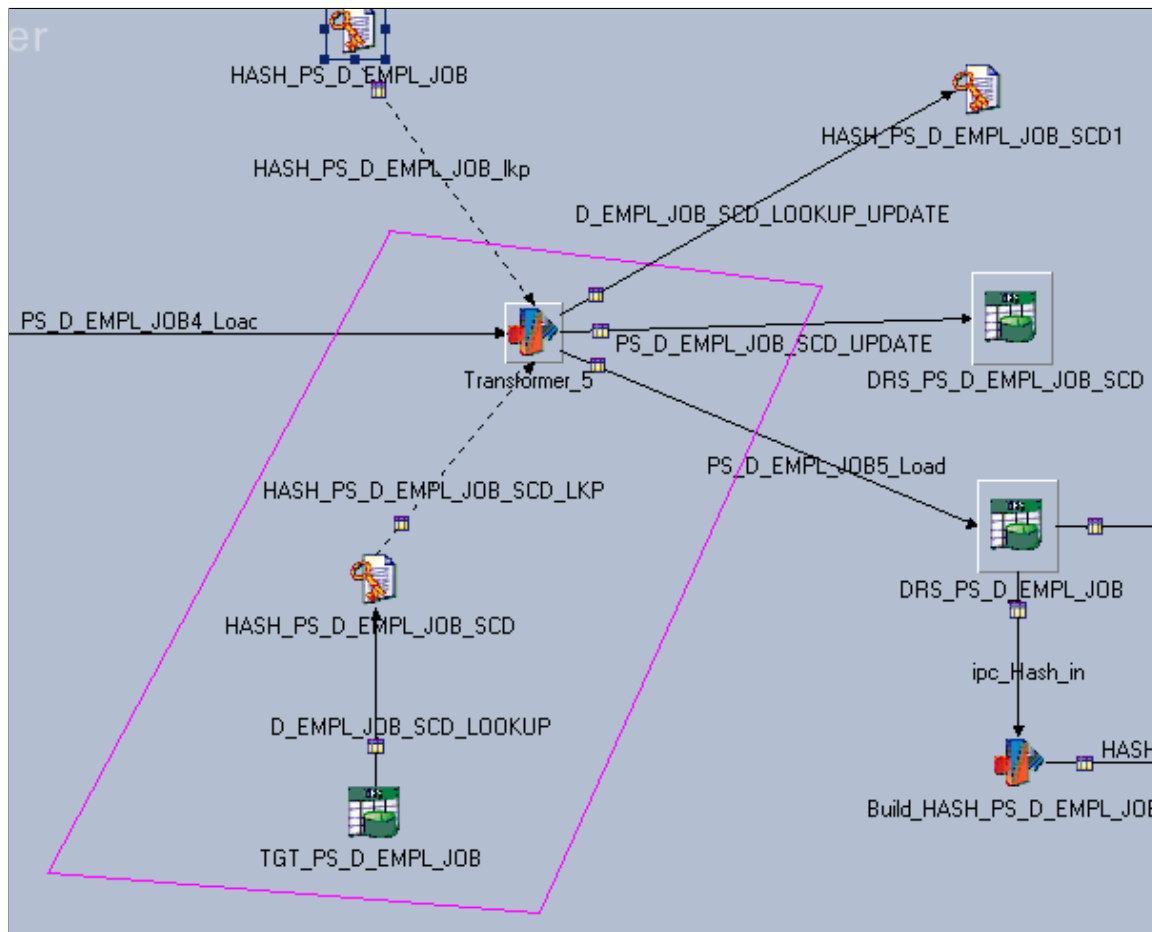 er
HASH_PS_D_EMPL_JOB
HASH_PS_D_EMPL_JOB_SCD1
HASH_PS_D_EMPL_JOB_lkp
D_EMPL_JOB_SCD_LOOKUP_UPDATE
PS_D_EMPL_JOB4_Loac
PS_D_EMPL_JOB_SCD_UPDATE
Transformer_5
DRS_PS_D_EMPL_JOB_SCD
PS_D_EMPL_JOB5_Load
HASH_PS_D_EMPL_JOB_SCD_LKP
DRS_PS_D_EMPL_JOB
HASH_PS_D_EMPL_JOB_SCD
ipc_Hash_in
D_EMPL_JOB_SCD_LOOKUP
HASH
Build_HASH_PS_D_EMPL_JOB
TGT_PS_D_EMPL_JOB